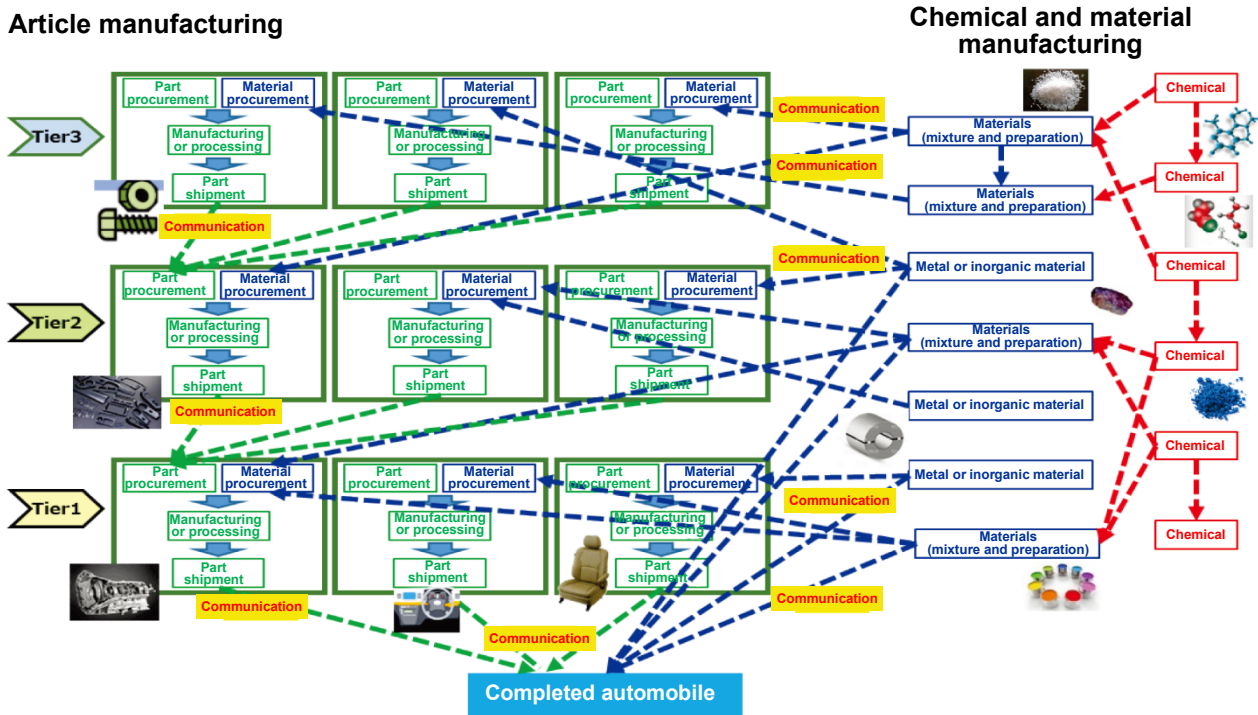 Article manufacturing
Chemical and material
manufacturing
Tier3
Part
procurement
Material
procurement
Manufacturing
or processing
Part
shipment
Part
procurement
Material
procurement
Manufacturing
or processing
Part
shipment
Part
procurement
Material
procurement
Manufacturing
or processing
Part
shipment
Communication
Communication
Communication
Communication
Materials
(mixture and preparation)
Materials
(mixture and preparation)
Metal or inorganic material
Chemical
Chemical
Chemical
Tier2
Part
procurement
Material
procurement
Manufacturing
or processing
Part
shipment
Part
procurement
Material
procurement
Manufacturing
or processing
Part
shipment
Part
procurement
Material
procurement
Manufacturing
or processing
Part
shipment
Communication
Materials
(mixture and preparation)
Metal or inorganic material
Chemical
Chemical
Tier1
Part
procurement
Material
procurement
Manufacturing
or processing
Part
shipment
Part
procurement
Material
procurement
Manufacturing
or processing
Part
shipment
Part
procurement
Material
procurement
Manufacturing
or processing
Part
shipment
Communication
Communication
Communication
Communication
Metal or inorganic material
Materials
(mixture and preparation)
Chemical
Completed automobile